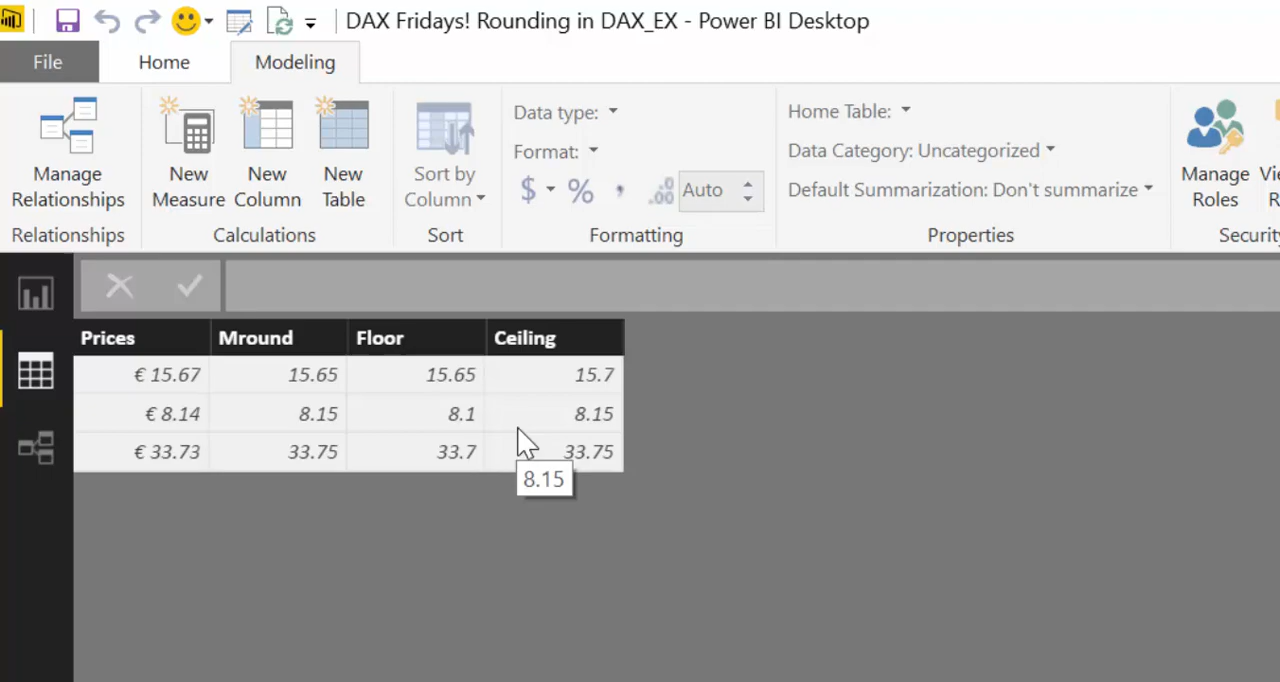 DAX Fridays! Rounding in DAX_EX - Power BI Desktop
File Home Modeling
Manage Relationships
New Measure
New Column
New Table
Sort by Column
Data type:
Format:
$ % , .00 Auto
Home Table:
Data Category: Uncategorized
Default Summarization: Don't summarize
Manage Roles
Relationships Calculations Sort Formatting Properties
Prices Mround Floor Ceiling
€ 15.67 15.65 15.65 15.7
€ 8.14 8.15 8.1 8.15
€ 33.73 33.75 33.7 33.75
8.15